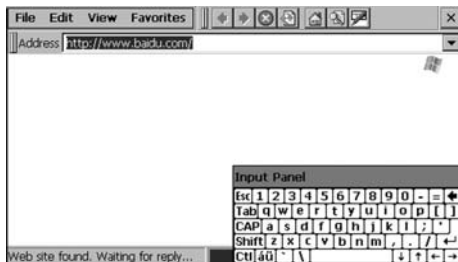 File Edit View Favorites
Address http://www.baidu.com/
Input Panel
Esc 1 2 3 4 5 6 7 8 9 0 - =
Tab q w e r t y u i o p [ ]
CAP a s d f g h j k l ; '
Shift z x c v b n m , . /
Ctl áü ` \
Web site found. Waiting for reply...